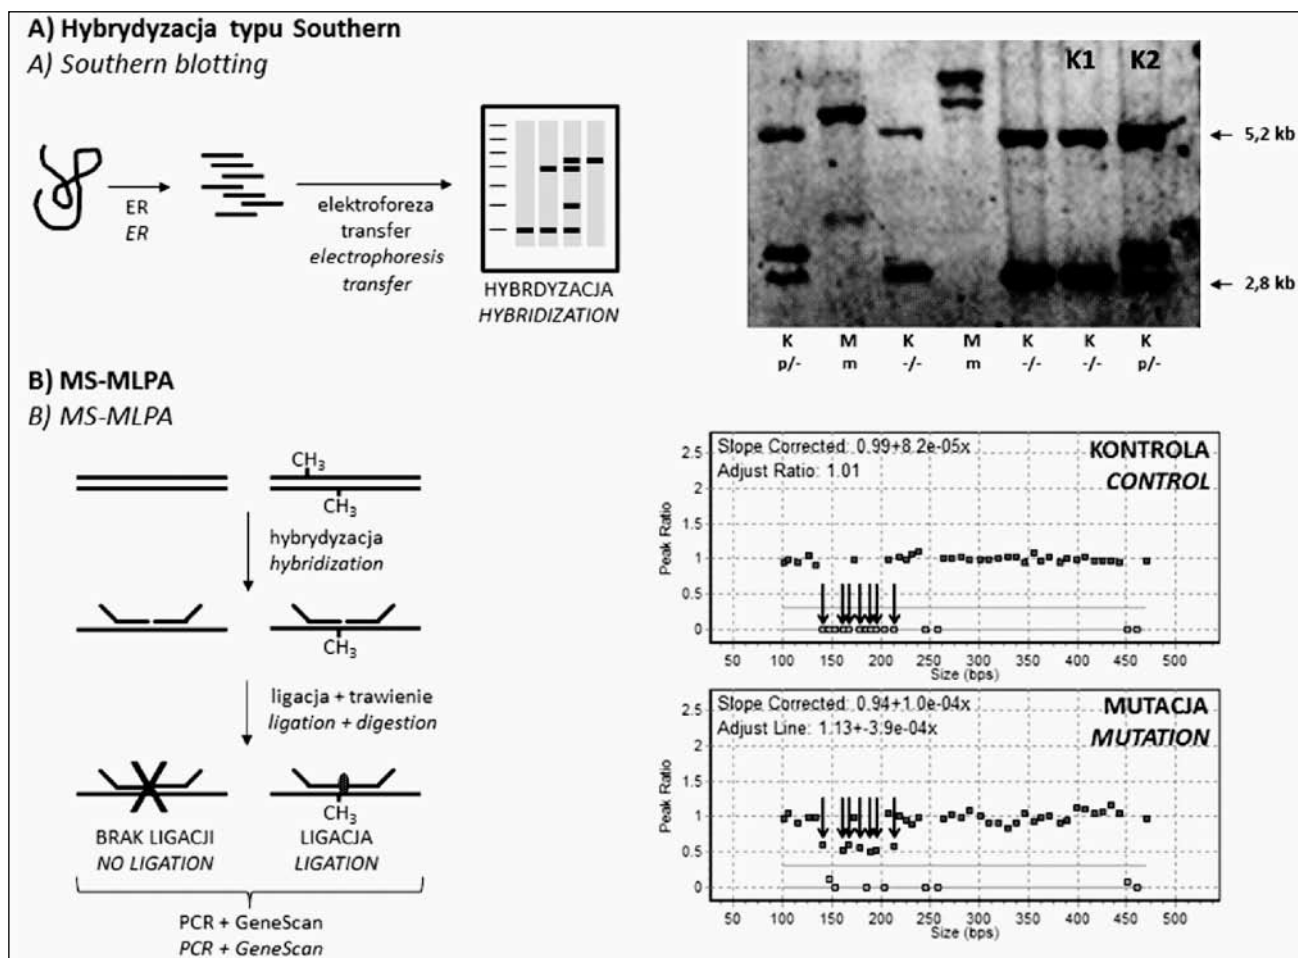 A) Hybrydyzacja typu Southern
A) Southern blotting
ER
ER
elektroforeza
transfer
electrophoresis
transfer
HYBRDYZACJA
HYBRIDIZATION
K1 K2
5,2 kb
2,8 kb
K M K M K K K
p/- m -/- m -/- -/- p/-
B) MS-MLPA
B) MS-MLPA
CH3
CH3
hybrydyzacja
hybridization
CH3
ligacja + trawienie
ligation + digestion
CH3
BRAK LIGACJI LIGACJA
NO LIGATION LIGATION
PCR + GeneScan
PCR + GeneScan
Slope Corrected: 0.99+8.2e-05x
Adjust Ratio: 1.01
KONTROLA
CONTROL
Peak Ratio
2.5
2
1.5
1
0.5
0
50 100 150 200 250 300 350 400 450 500
Size (bps)
Slope Corrected: 0.94+1.0e-04x
Adjust Line: 1.13+-3.9e-04x
MUTACJA
MUTATION
Peak Ratio
2.5
2
1.5
1
0.5
0
50 100 150 200 250 300 350 400 450 500
Size (bps)